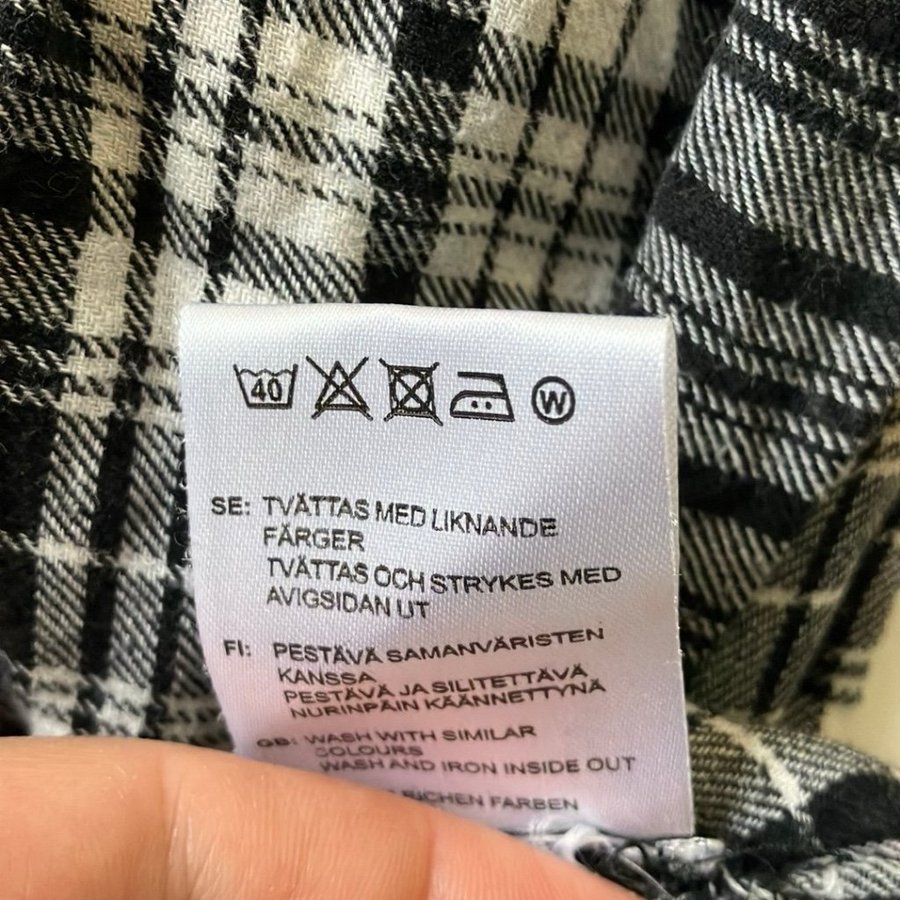 40 W
SE: TVÄTTAS MED LIKNANDE
FÄRGER
TVÄTTAS OCH STRYKES MED
AVIGSIDAN UT
FI: PESTÄVÄ SAMANVÄRISTEN
KANSSA
PESTÄVÄ JA SILITETTÄVÄ
NURINPÄIN KÄÄNNETTYNÄ
GB: WASH WITH SIMILAR
COLOURS
WASH AND IRON INSIDE OUT
FARBEN